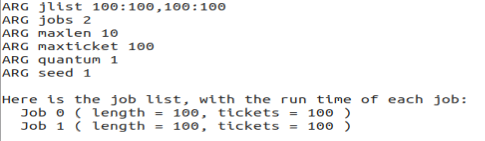 ARG jlist 100:100,100:100
ARG jobs 2
ARG maxlen 10
ARG maxticket 100
ARG quantum 1
ARG seed 1

Here is the job list, with the run time of each job:
  Job 0 ( length = 100, tickets = 100 )
  Job 1 ( length = 100, tickets = 100 )